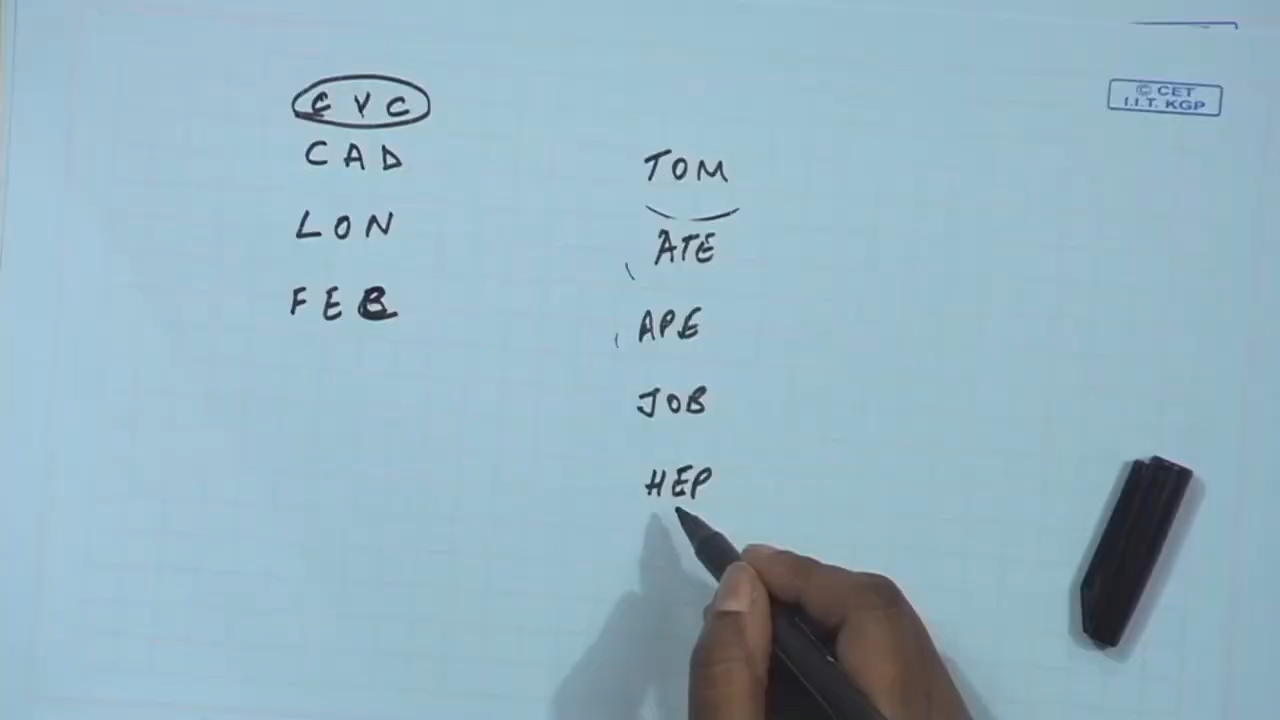 CVC
CAD
LON
FEB
TOM
ATE
APE
JOB
HEP
© CET
I.I.T. KGP